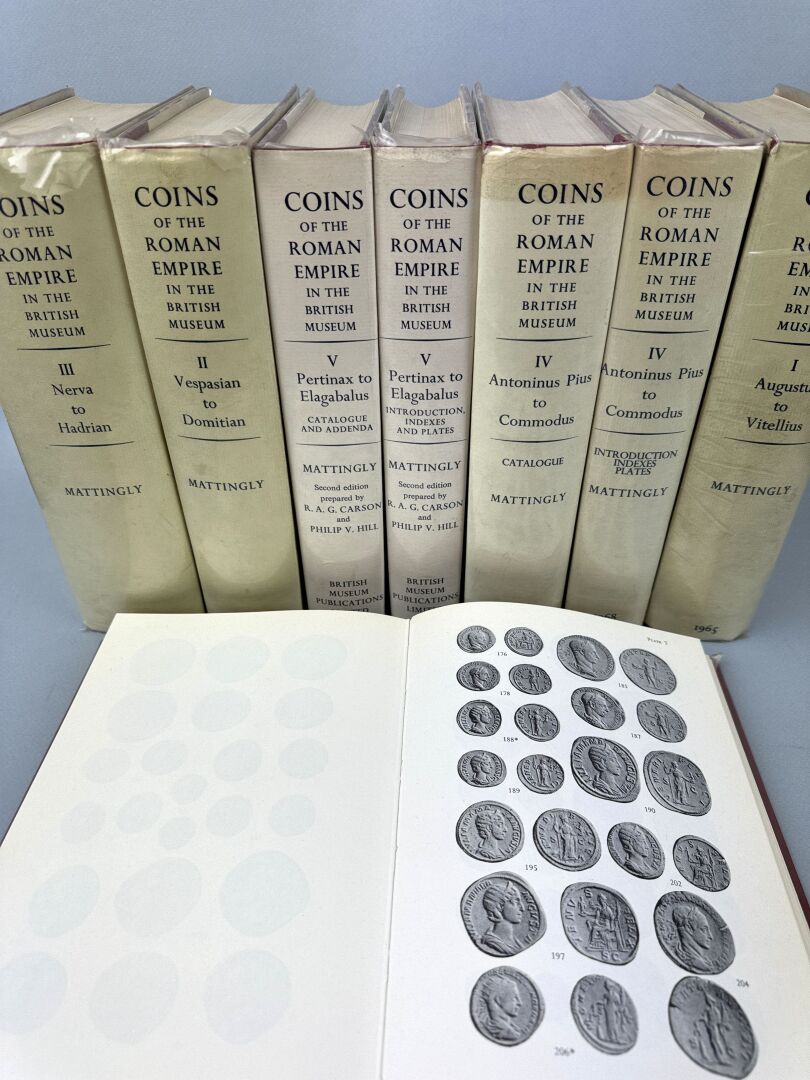 OINS
OF THE
ROMAN
EMPIRE
IN THE
BRITISH
MUSEUM
III
Nerva
to
Hadrian
MATTINGLY
COINS
OF THE
ROMAN
EMPIRE
IN THE
BRITISH
MUSEUM
II
Vespasian
to
Domitian
MATTINGLY
COINS
OF THE
ROMAN
EMPIRE
IN THE
BRITISH
MUSEUM
V
Pertinax to
Elagabalus
CATALOGUE
AND ADDENDA
MATTINGLY
Second edition
prepared by
R. A. G. CARSON
and
PHILIP V. HILL
BRITISH
MUSEUM
PUBLICATIONS
COINS
OF THE
ROMAN
EMPIRE
IN THE
BRITISH
MUSEUM
V
Pertinax to
Elagabalus
INTRODUCTION,
INDEXES
AND PLATES
MATTINGLY
Second edition
prepared by
R. A. G. CARSON
and
PHILIP V. HILL
BRITISH
MUSEUM
PUBLICATIONS
LIMITED
COINS
OF THE
ROMAN
EMPIRE
IN THE
BRITISH
MUSEUM
IV
Antoninus Pius
to
Commodus
CATALOGUE
MATTINGLY
COINS
OF THE
ROMAN
EMPIRE
IN THE
BRITISH
MUSEUM
IV
Antoninus Pius
to
Commodus
INTRODUCTION
INDEXES
PLATES
MATTINGLY
I
Augustu
to
Vitellius
MATTINGLY
1965
176
181
178
188*
187
189
190
195
202
197
204
206*